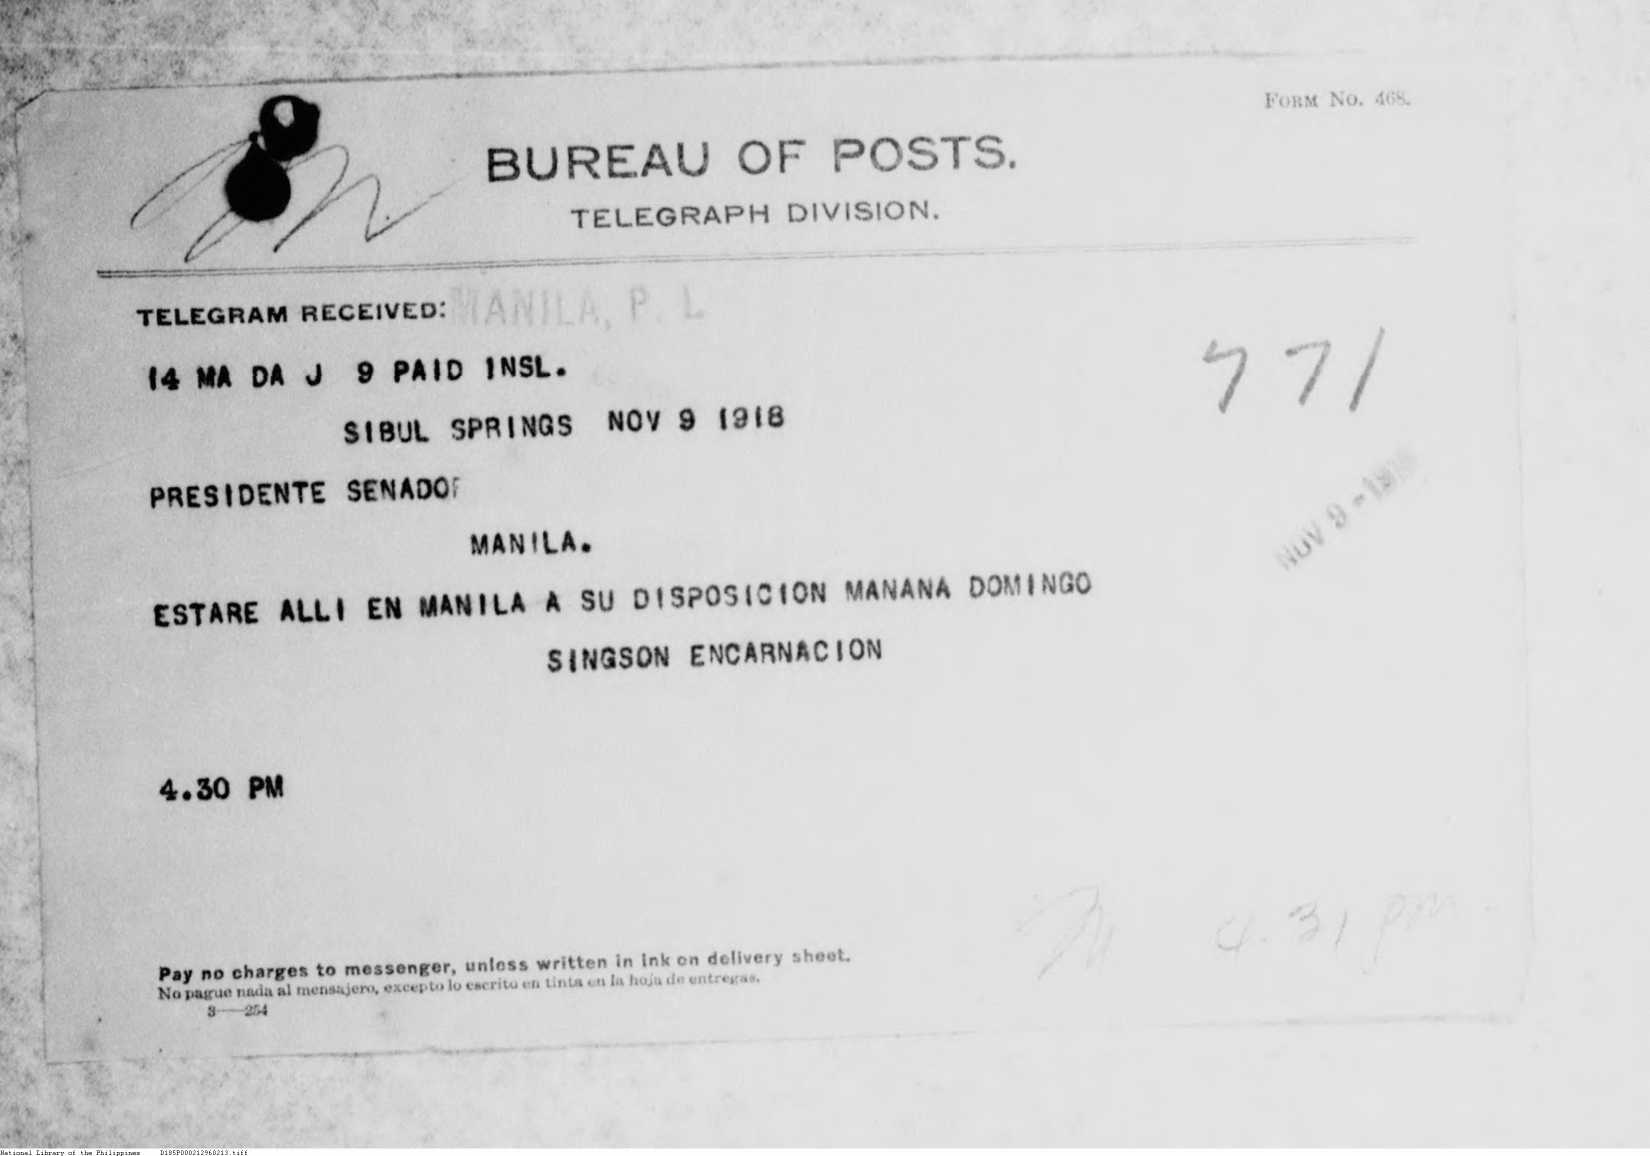 FORM No. 468.
BUREAU OF POSTS.
TELEGRAPH DIVISION.
TELEGRAM RECEIVED:
MANILA, P. I.
14 MA DA J 9 PAID INSL.
771
SIBUL SPRINGS NOV 9 1918
PRESIDENTE SENADO
NOV 9 -191
MANILA.
ESTARE ALLI EN MANILA A SU DISPOSICION MANANA DOMINGO
SINGSON ENCARNACION
4.30 PM
4.31 pm
Pay no charges to messenger, unless written in ink on delivery sheet.
No pague nada al mensajero, excepto lo escrito en tinta en la hoja de entregas.
3——254
National Library of the Philippines D185P000212960213.tiff